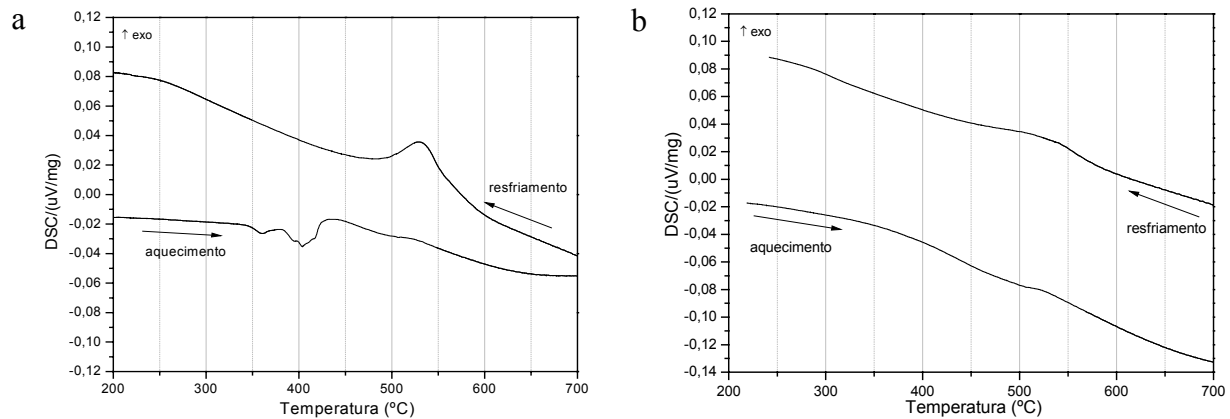 a
0,12
0,10
0,08
0,06
0,04
0,02
0,00
-0,02
-0,04
-0,06
-0,08
-0,10
-0,12
DSC/(uV/mg)
↑ exo
resfriamento
aquecimento
200 300 400 500 600 700
Temperatura (ºC)
b
0,12
0,10
0,08
0,06
0,04
0,02
0,00
-0,02
-0,04
-0,06
-0,08
-0,10
-0,12
-0,14
DSC/(uV/mg)
↑ exo
aquecimento
resfriamento
200 300 400 500 600 700
Temperatura (ºC)